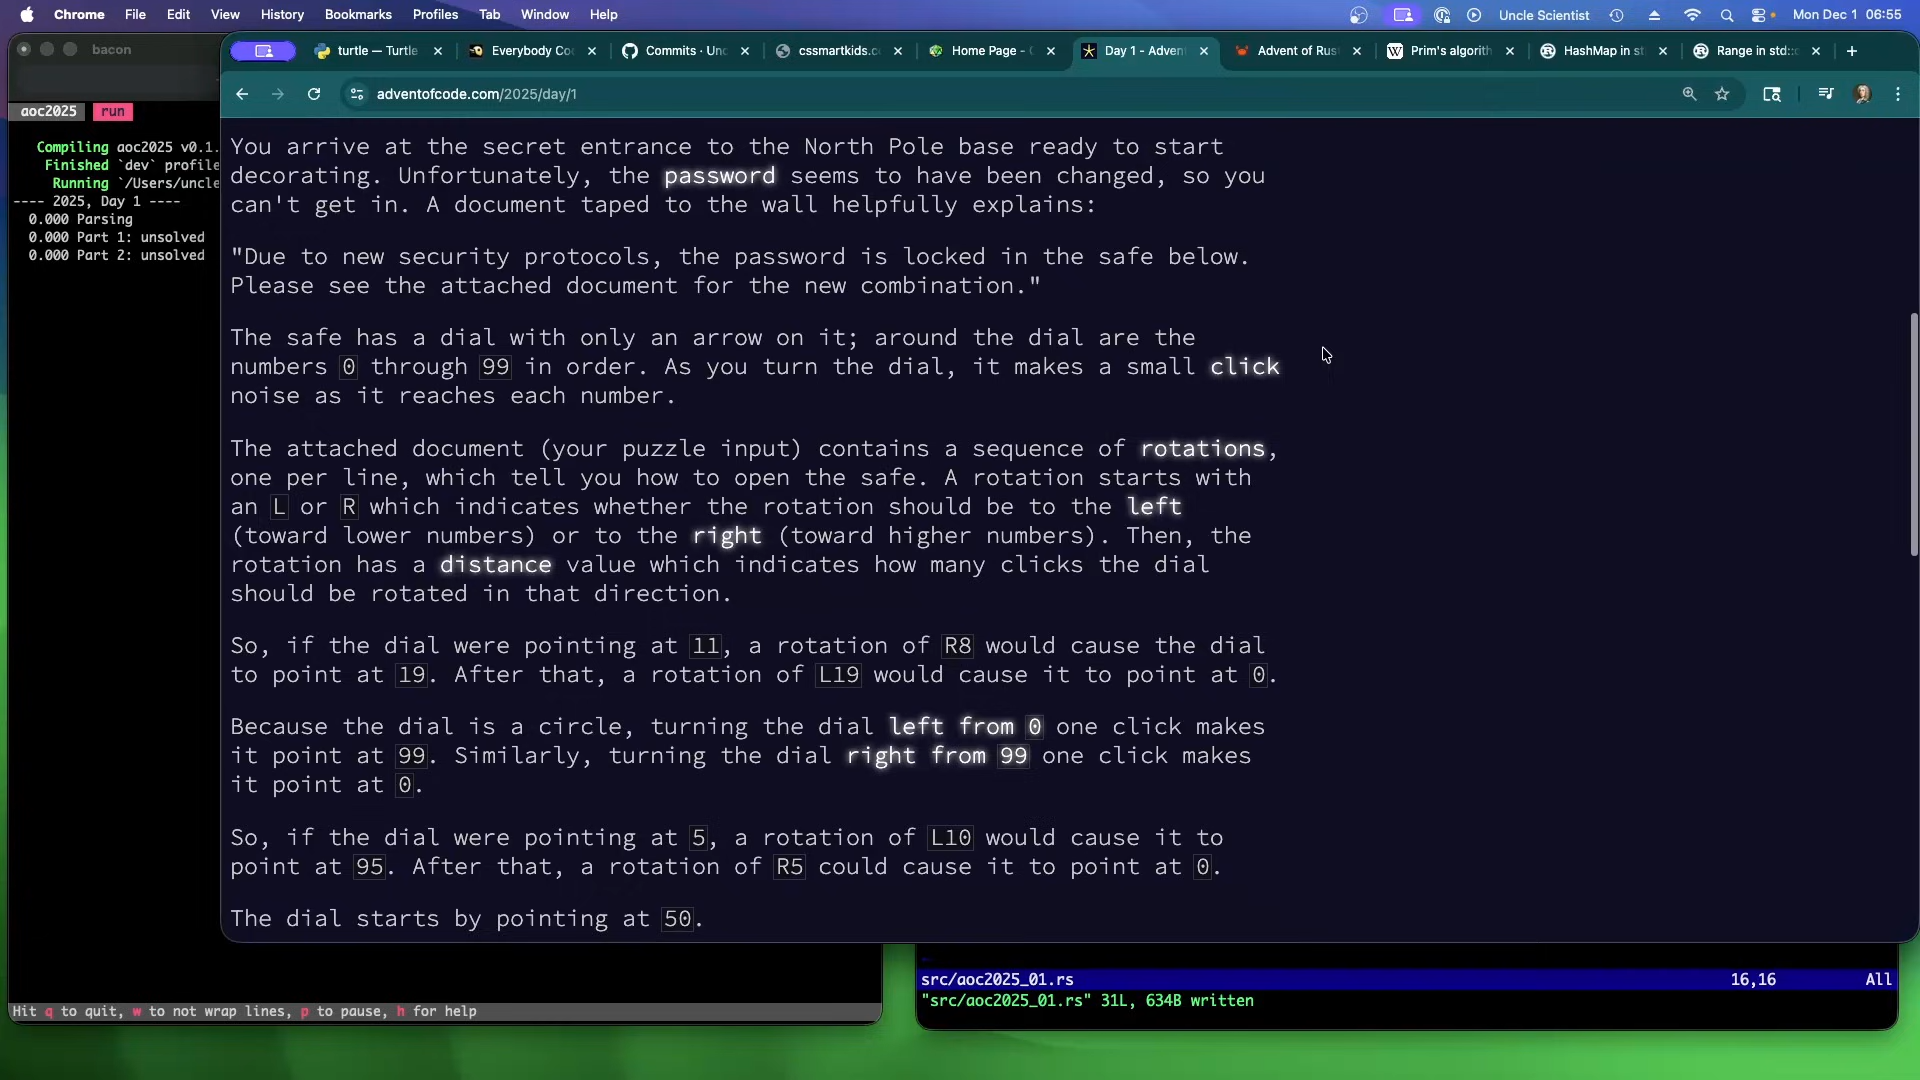 Chrome File Edit View History Bookmarks Profiles Tab Window Help Uncle Scientist Mon Dec 1 06:55
bacon
turtle — Turtle Everybody Co Commits · Unc cssmartkids.c Home Page - Day 1 - Adven Advent of Rus Prim's algorith HashMap in s Range in std::
adventofcode.com/2025/day/1
aoc2025 run
Compiling aoc2025 v0.1.
Finished `dev` profile
Running `/Users/uncle
---- 2025, Day 1 ----
0.000 Parsing
0.000 Part 1: unsolved
0.000 Part 2: unsolved
You arrive at the secret entrance to the North Pole base ready to start
decorating. Unfortunately, the password seems to have been changed, so you
can't get in. A document taped to the wall helpfully explains:
"Due to new security protocols, the password is locked in the safe below.
Please see the attached document for the new combination."
The safe has a dial with only an arrow on it; around the dial are the
numbers 0 through 99 in order. As you turn the dial, it makes a small click
noise as it reaches each number.
The attached document (your puzzle input) contains a sequence of rotations,
one per line, which tell you how to open the safe. A rotation starts with
an L or R which indicates whether the rotation should be to the left
(toward lower numbers) or to the right (toward higher numbers). Then, the
rotation has a distance value which indicates how many clicks the dial
should be rotated in that direction.
So, if the dial were pointing at 11, a rotation of R8 would cause the dial
to point at 19. After that, a rotation of L19 would cause it to point at 0.
Because the dial is a circle, turning the dial left from 0 one click makes
it point at 99. Similarly, turning the dial right from 99 one click makes
it point at 0.
So, if the dial were pointing at 5, a rotation of L10 would cause it to
point at 95. After that, a rotation of R5 could cause it to point at 0.
The dial starts by pointing at 50.
src/aoc2025_01.rs 16,16 All
"src/aoc2025_01.rs" 31L, 634B written
Hit q to quit, w to not wrap lines, p to pause, h for help